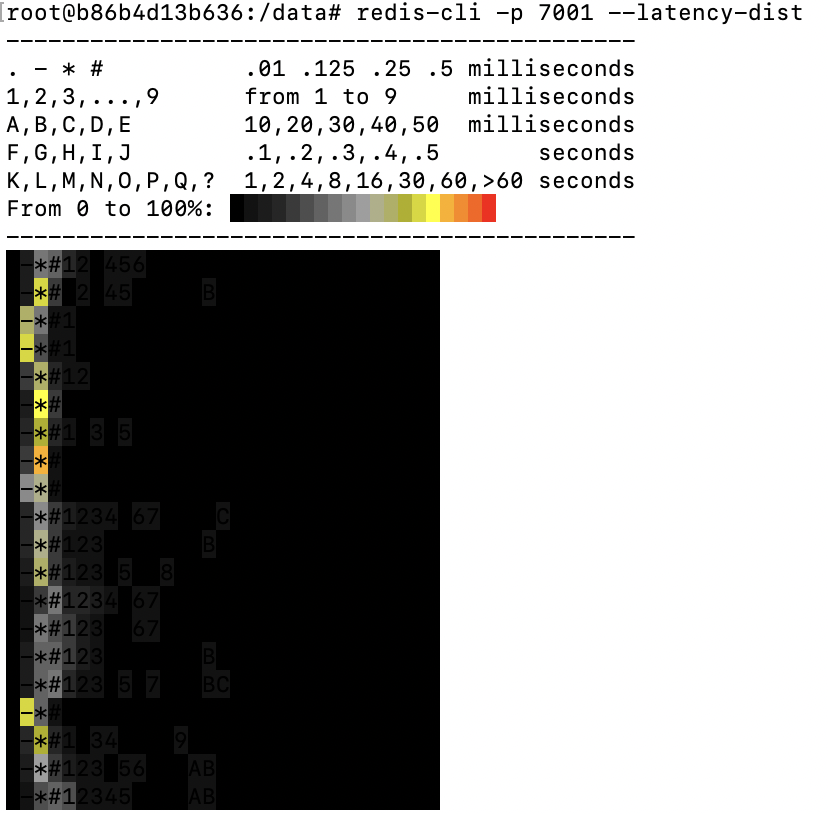 root@b86b4d13b636:/data# redis-cli -p 7001 --latency-dist
---------------------------------------------
. - * #          .01 .125 .25 .5 milliseconds
1,2,3,...,9      from 1 to 9     milliseconds
A,B,C,D,E        10,20,30,40,50  milliseconds
F,G,H,I,J        .1,.2,.3,.4,.5       seconds
K,L,M,N,O,P,Q,?  1,2,4,8,16,30,60,>60 seconds
From 0 to 100%:
---------------------------------------------
-*#12 456
-*# 2 45     B
-*#1
-*#1
-*#12
-*#
-*#1 3 5
-*#
-*#
-*#1234 67    C
-*#123       B
-*#123 5  8
-*#1234 67
-*#123  67
-*#123       B
-*#123 5 7   BC
-*#
-*#1 34    9
-*#123 56   AB
-*#12345    AB